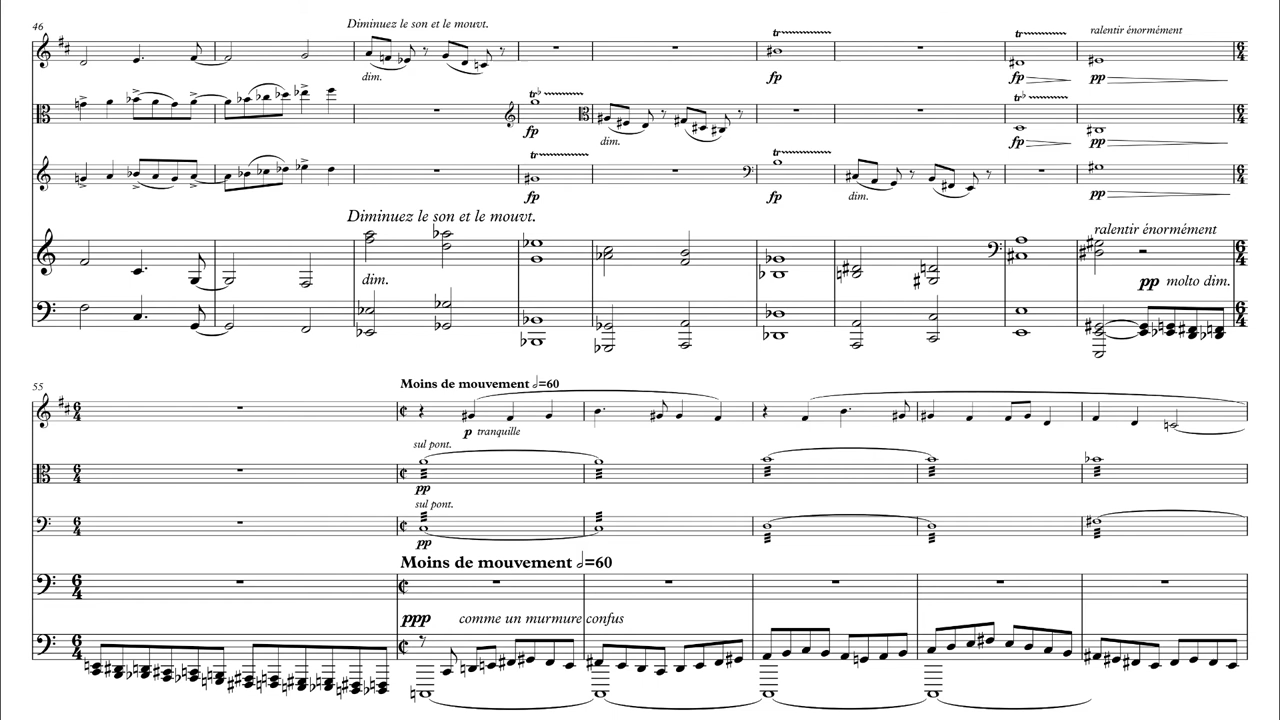 46
Diminuez le son et le mouvt.
ralentir énormément
dim.
fp
fp
pp
fp
dim.
fp
pp
fp
fp
dim.
pp
Diminuez le son et le mouvt.
ralentir énormément
dim.
pp molto dim.
55
Moins de mouvement 𝅗𝅥=60
p tranquille
sul pont.
pp
sul pont.
pp
Moins de mouvement 𝅗𝅥=60
ppp comme un murmure confus